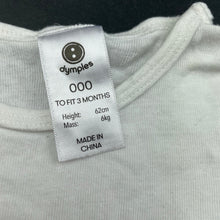 dymples
000
TO FIT 3 MONTHS
Height: 62cm
Mass: 6kg
MADE IN
CHINA